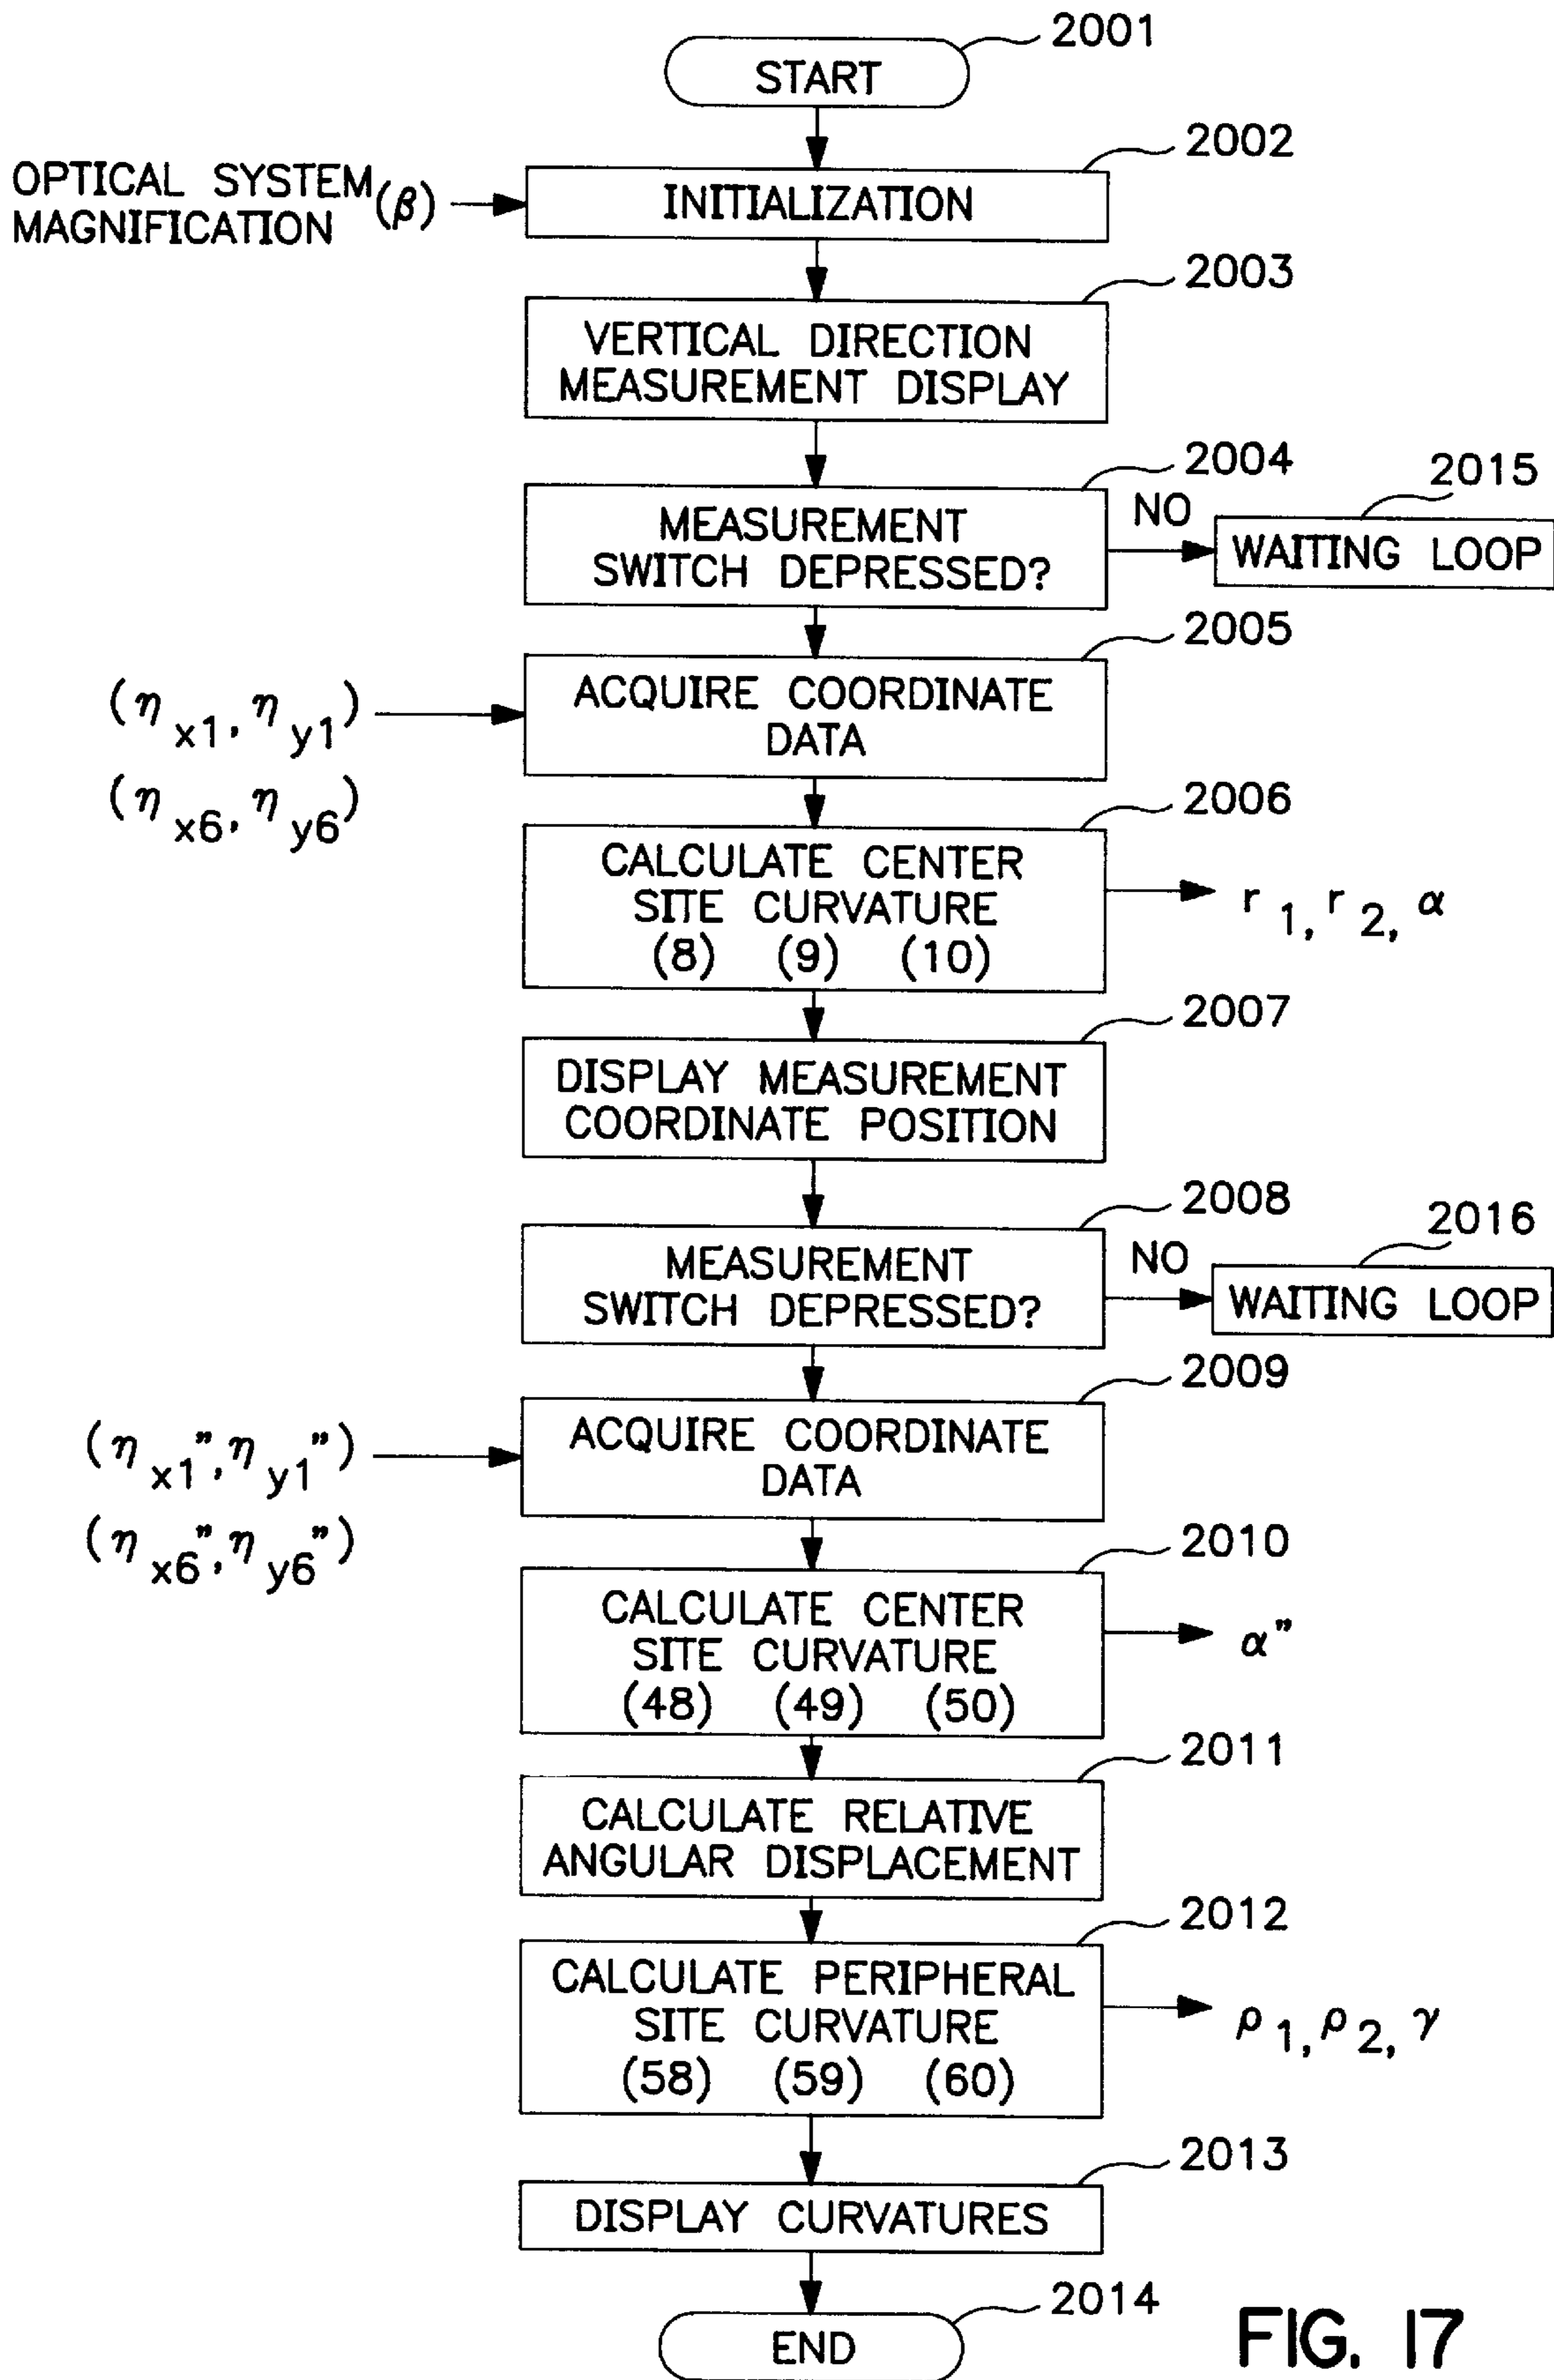 2001
START
2002
OPTICAL SYSTEM
MAGNIFICATION (β)
INITIALIZATION
2003
VERTICAL DIRECTION
MEASUREMENT DISPLAY
2004
MEASUREMENT
SWITCH DEPRESSED?
NO
2015
WAITING LOOP
2005
(η x1, η y1)
(η x6, η y6)
ACQUIRE COORDINATE
DATA
2006
CALCULATE CENTER
SITE CURVATURE
(8) (9) (10)
r 1, r 2, α
2007
DISPLAY MEASUREMENT
COORDINATE POSITION
2008
MEASUREMENT
SWITCH DEPRESSED?
NO
2016
WAITING LOOP
2009
(η x1”, η y1”)
(η x6”, η y6”)
ACQUIRE COORDINATE
DATA
2010
CALCULATE CENTER
SITE CURVATURE
(48) (49) (50)
α”
2011
CALCULATE RELATIVE
ANGULAR DISPLACEMENT
2012
CALCULATE PERIPHERAL
SITE CURVATURE
(58) (59) (60)
ρ 1, ρ 2, γ
2013
DISPLAY CURVATURES
2014
END
FIG. 17